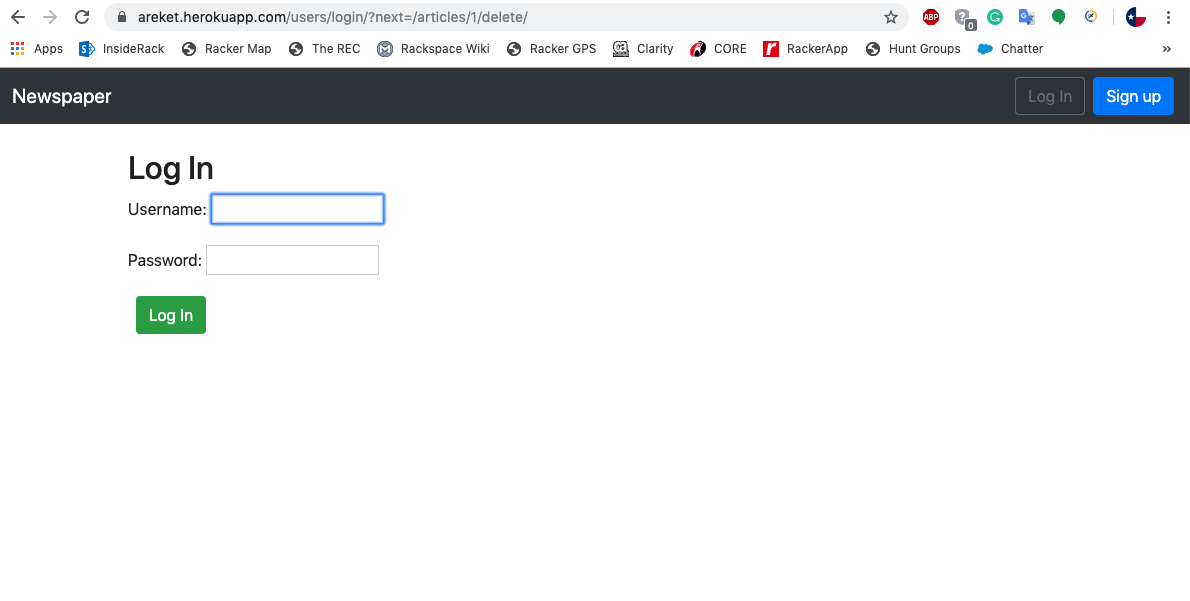 areket.herokuapp.com/users/login/?next=/articles/1/delete/
ABP
0
Apps InsideRack Racker Map The REC Rackspace Wiki Racker GPS Clarity CORE RackerApp Hunt Groups Chatter »
Newspaper Log In Sign up
Log In
Username:
Password:
Log In